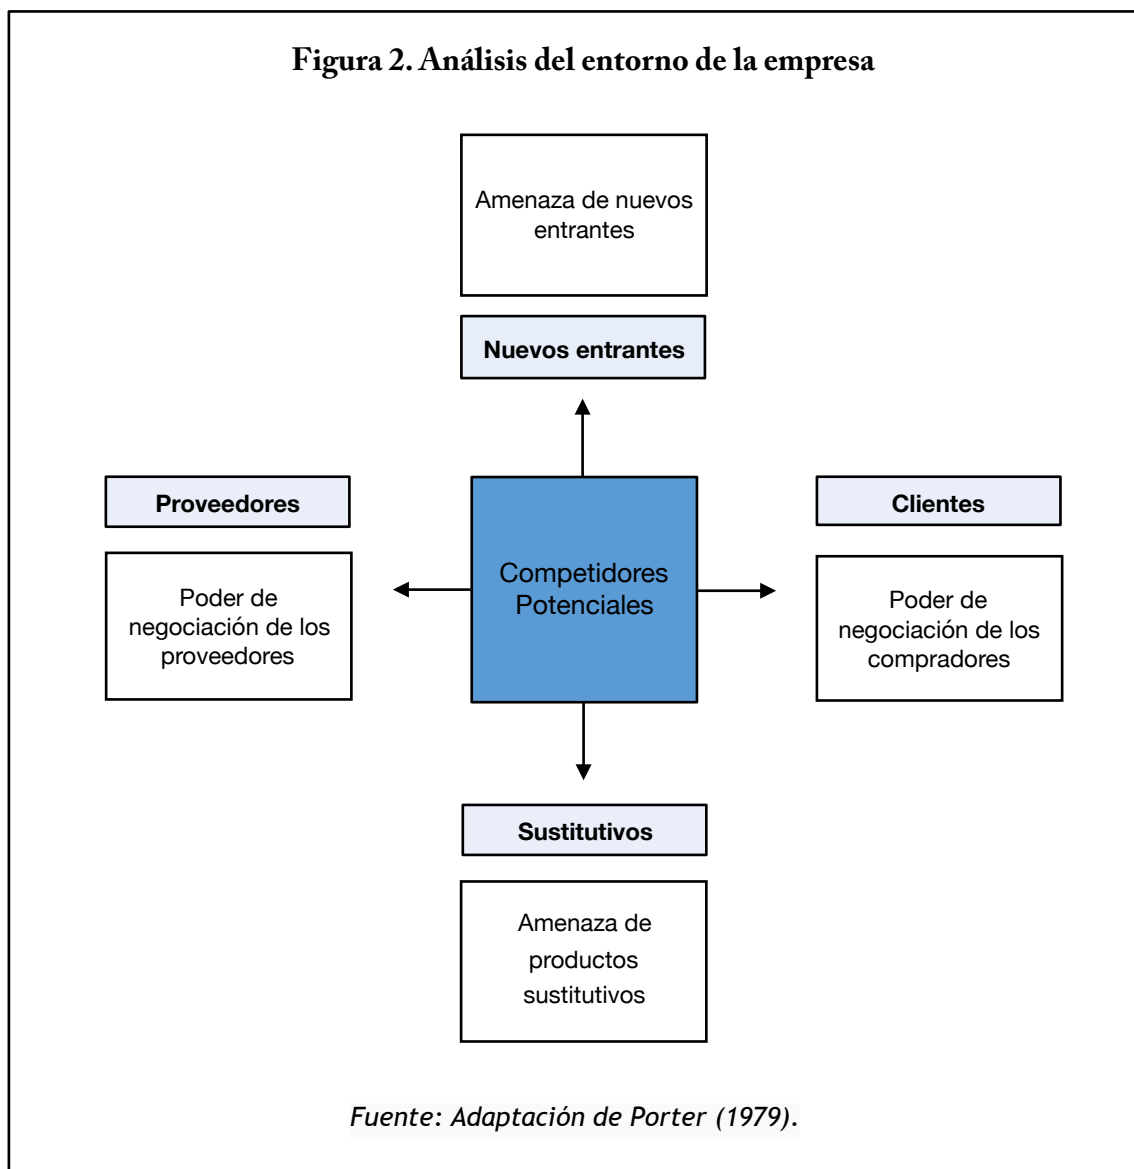 Figura 2. Análisis del entorno de la empresa
Amenaza de nuevos
entrantes
Nuevos entrantes
Proveedores
Poder de
negociación de los
proveedores
Competidores
Potenciales
Clientes
Poder de
negociación de los
compradores
Sustitutivos
Amenaza de
productos
sustitutivos
Fuente: Adaptación de Porter (1979).